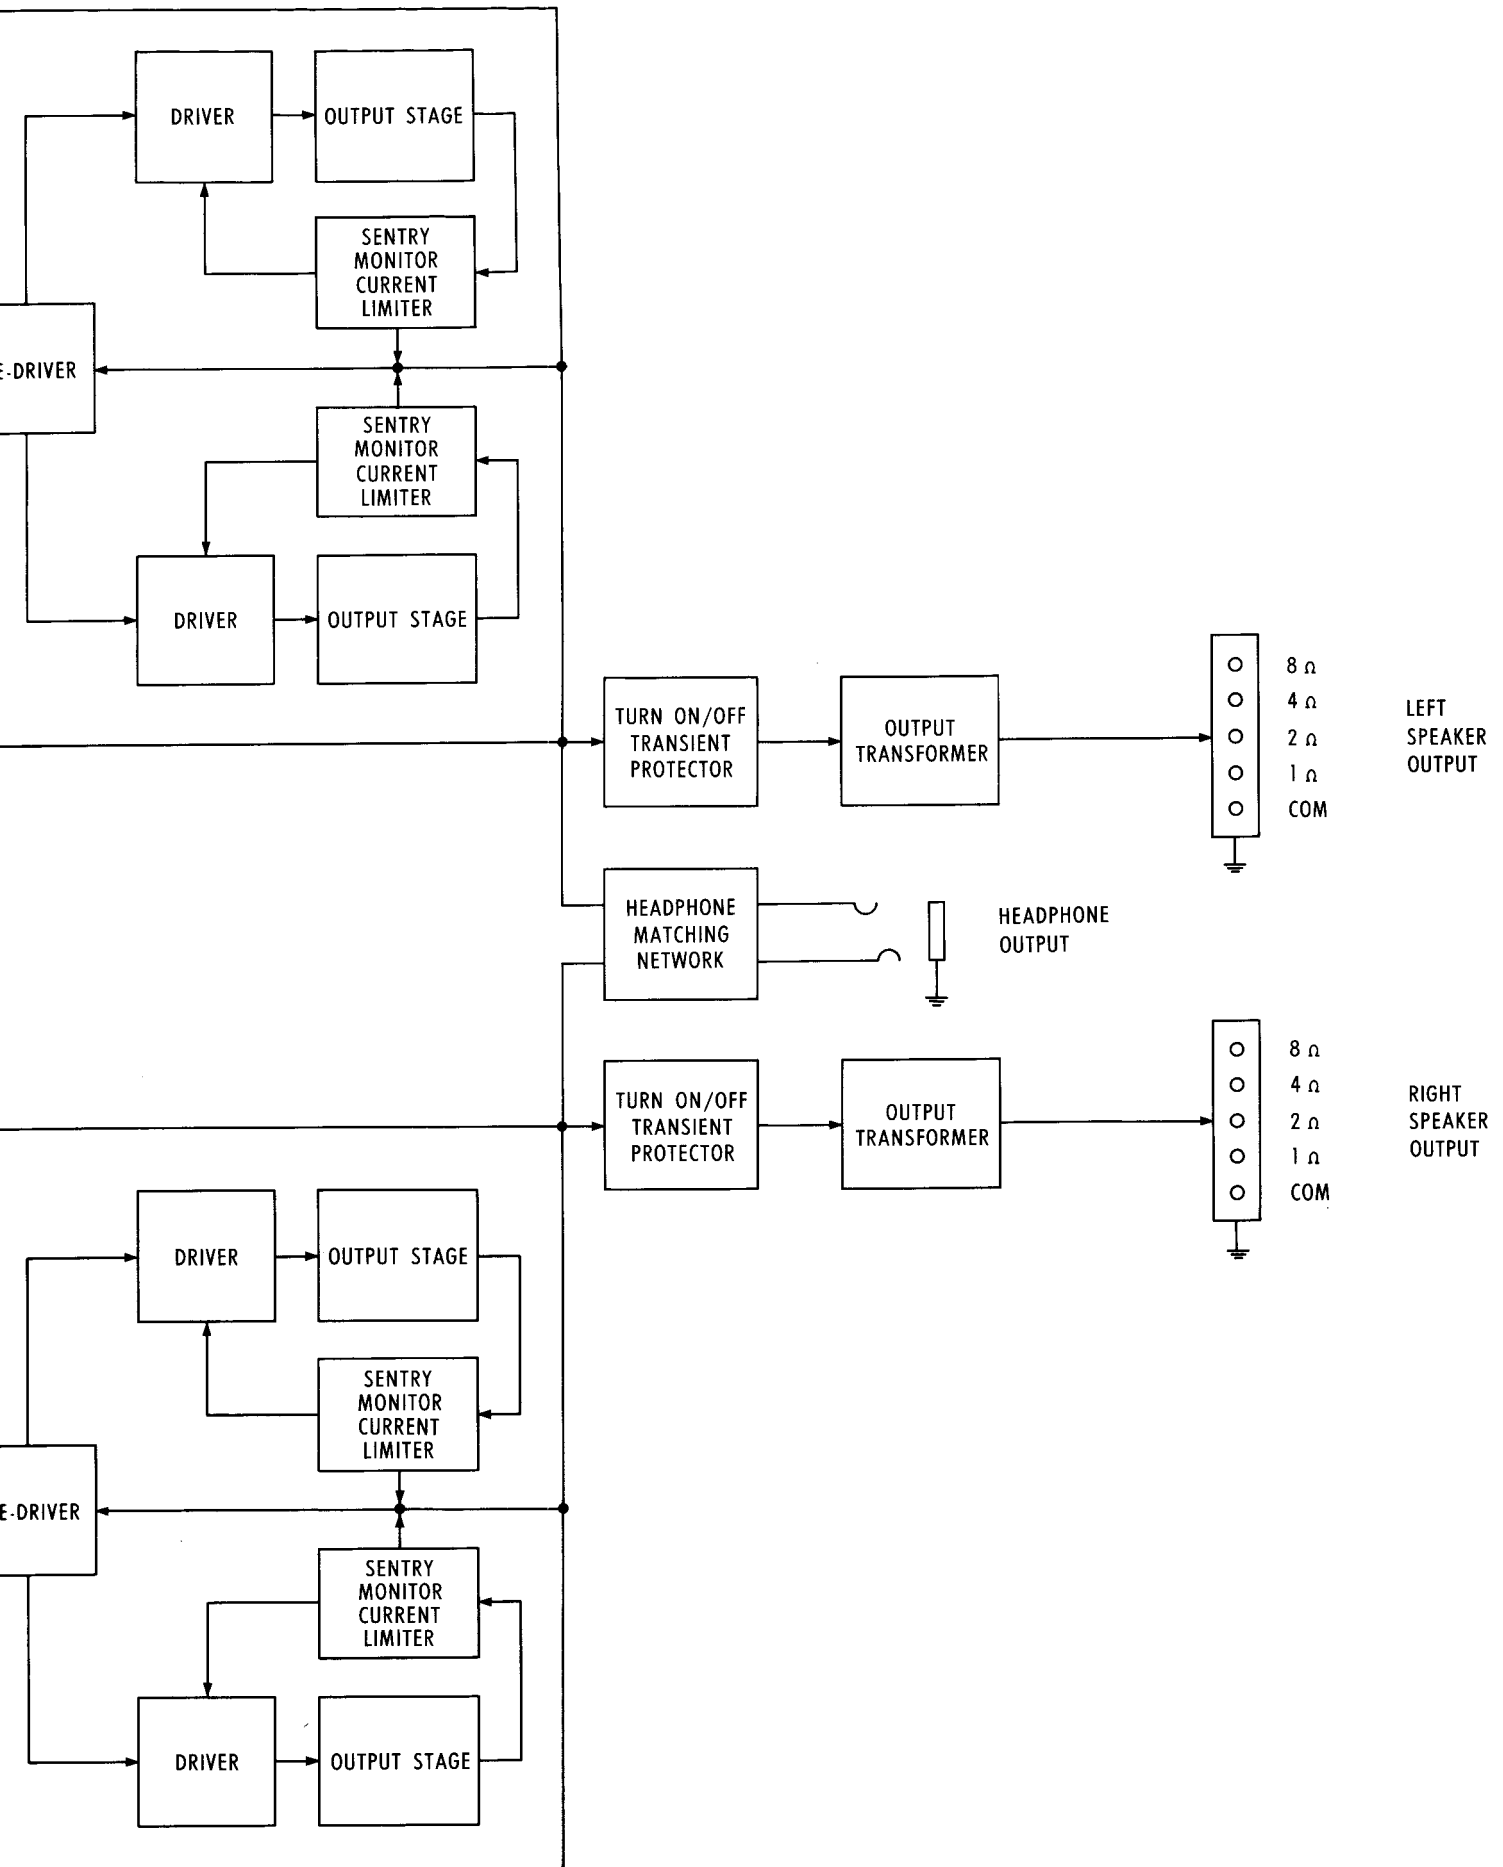 DRIVER
OUTPUT STAGE
SENTRY
MONITOR
CURRENT
LIMITER
E-DRIVER
SENTRY
MONITOR
CURRENT
LIMITER
DRIVER
OUTPUT STAGE
TURN ON/OFF
TRANSIENT
PROTECTOR
OUTPUT
TRANSFORMER
8 Ω
4 Ω
2 Ω
1 Ω
COM
LEFT
SPEAKER
OUTPUT
HEADPHONE
MATCHING
NETWORK
HEADPHONE
OUTPUT
TURN ON/OFF
TRANSIENT
PROTECTOR
OUTPUT
TRANSFORMER
8 Ω
4 Ω
2 Ω
1 Ω
COM
RIGHT
SPEAKER
OUTPUT
DRIVER
OUTPUT STAGE
SENTRY
MONITOR
CURRENT
LIMITER
E-DRIVER
SENTRY
MONITOR
CURRENT
LIMITER
DRIVER
OUTPUT STAGE